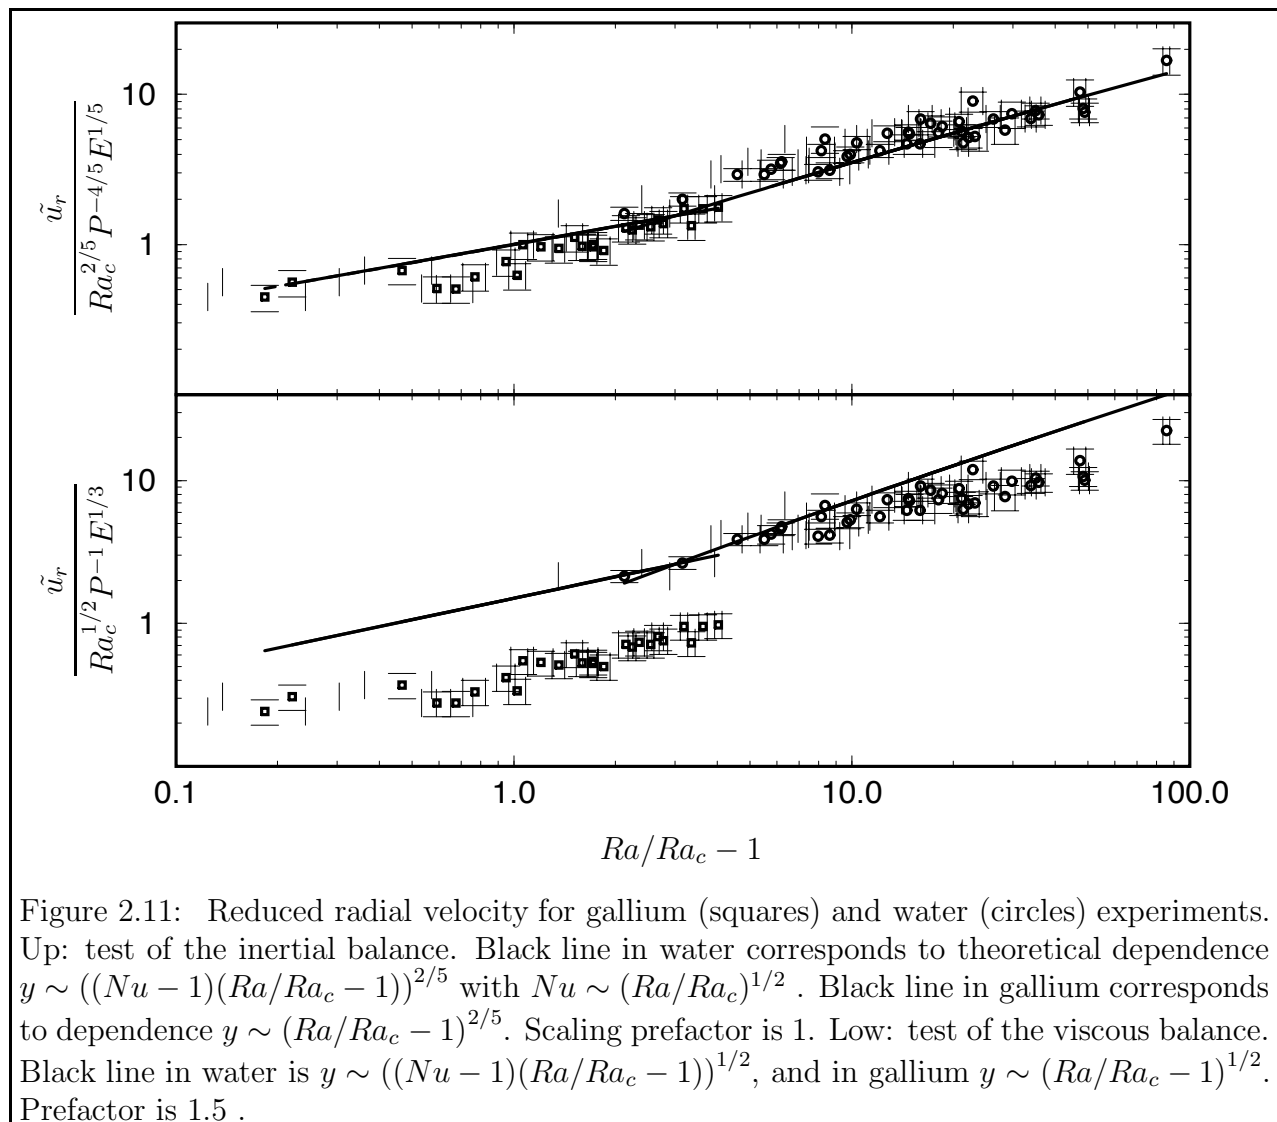 10
1
ũ_r
Ra_c^{2/5} P^{-4/5} E^{1/5}
10
1
ũ_r
Ra_c^{1/2} P^{-1} E^{1/3}
0.1 1.0 10.0 100.0
Ra/Ra_c − 1
Figure 2.11: Reduced radial velocity for gallium (squares) and water (circles) experiments.
Up: test of the inertial balance. Black line in water corresponds to theoretical dependence
y ∼ ((Nu − 1)(Ra/Ra_c − 1))^{2/5} with Nu ∼ (Ra/Ra_c)^{1/2} . Black line in gallium corresponds
to dependence y ∼ (Ra/Ra_c − 1)^{2/5}. Scaling prefactor is 1. Low: test of the viscous balance.
Black line in water is y ∼ ((Nu − 1)(Ra/Ra_c − 1))^{1/2}, and in gallium y ∼ (Ra/Ra_c − 1)^{1/2}.
Prefactor is 1.5 .